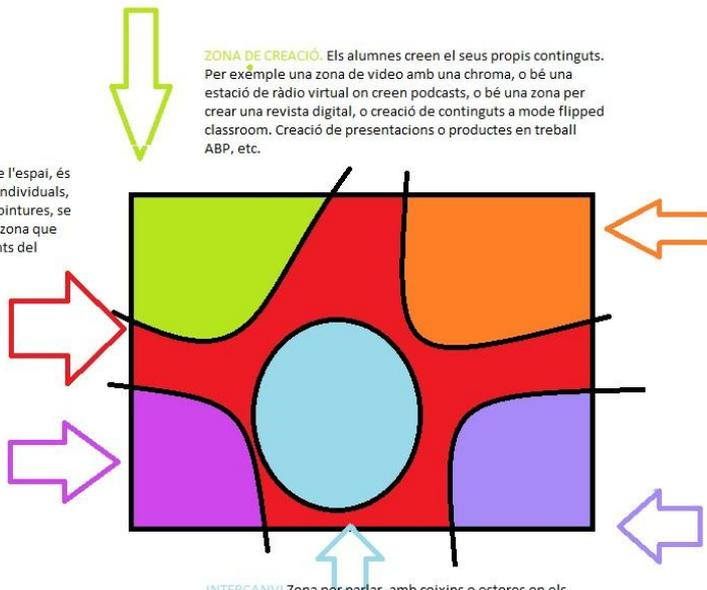 ZONA DE CREACIÓ. Els alumnes creen el seus propis continguts.
Per exemple una zona de video amb una chroma, o bé una
estació de ràdio virtual on creen podcasts, o bé una zona per
crear una revista digital, o creació de continguts a mode flipped
classroom. Creació de presentacions o productes en treball
ABP, etc.
e l'espai, és
ndividuals,
pintures, se
zona que
nts del
INTERCANVI Zona per parlar, amb coixins o estores on els